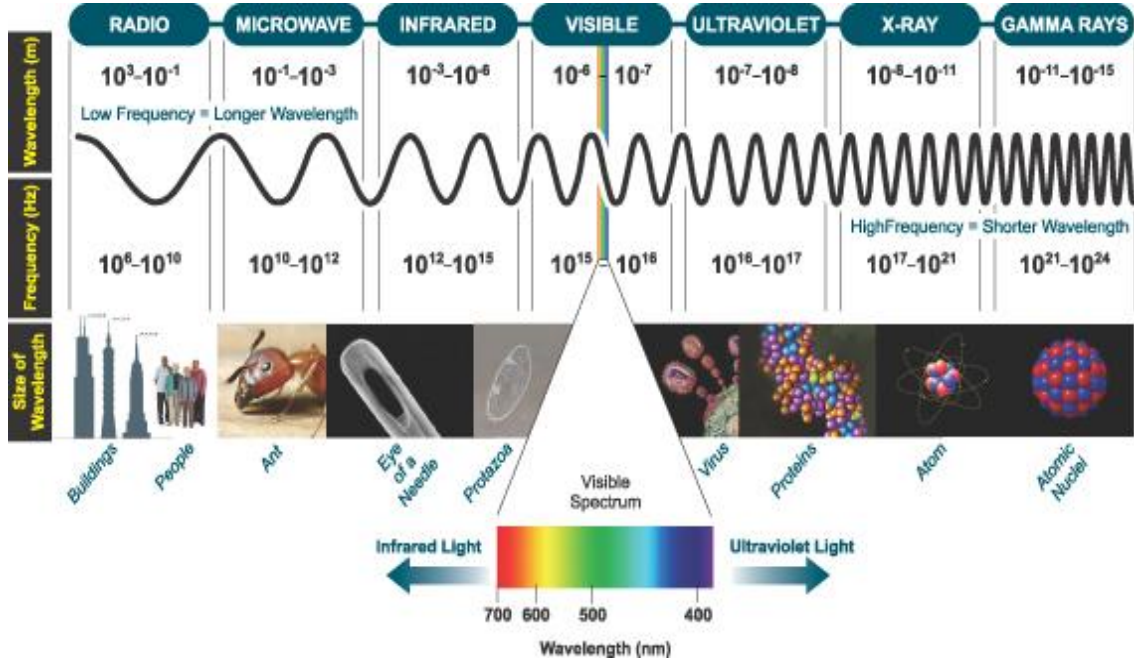 RADIO
MICROWAVE
INFRARED
VISIBLE
ULTRAVIOLET
X-RAY
GAMMA RAYS
Wavelength (m)
10³–10⁻¹
10⁻¹–10⁻³
10⁻³–10⁻⁶
10⁻⁶ – 10⁻⁷
10⁻⁷–10⁻⁸
10⁻⁸–10⁻¹¹
10⁻¹¹–10⁻¹⁵
Low Frequency = Longer Wavelength
Frequency (Hz)
HighFrequency = Shorter Wavelength
10⁶–10¹⁰
10¹⁰–10¹²
10¹²–10¹⁵
10¹⁵ – 10¹⁶
10¹⁶–10¹⁷
10¹⁷–10²¹
10²¹–10²⁴
Size of
Wavelength
Buildings
People
Ant
Eye
of a
Needle
Protazoa
Virus
Proteins
Atom
Atomic
Nuclei
Visible
Spectrum
Infrared Light
Ultraviolet Light
700
600
500
400
Wavelength (nm)